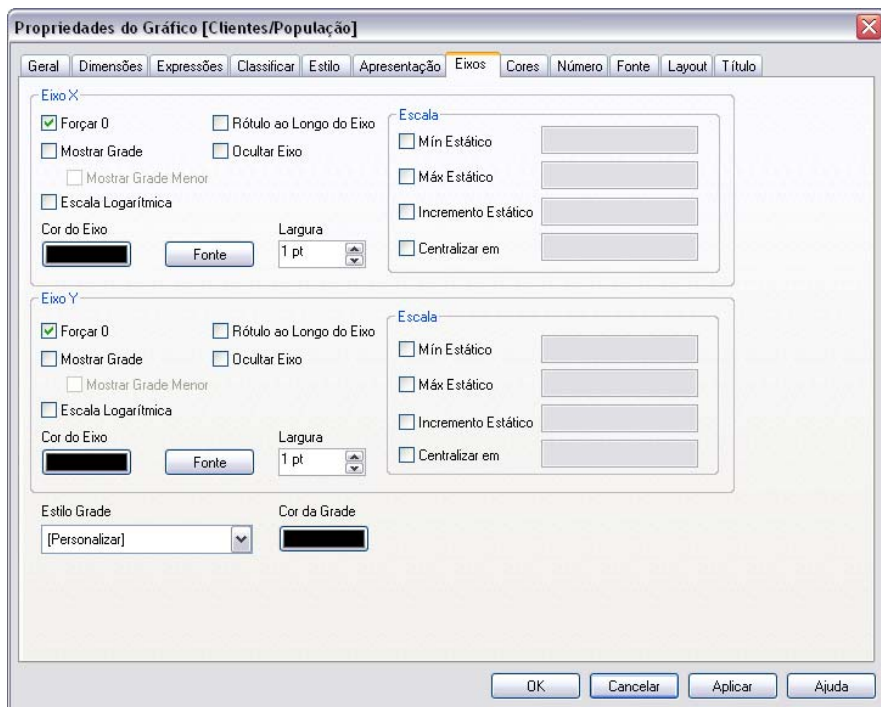 Propriedades do Gráfico [Clientes/População]
Geral Dimensões Expressões Classificar Estilo Apresentação Eixos Cores Número Fonte Layout Título
Eixo X
Forçar 0
Rótulo ao Longo do Eixo
Mostrar Grade
Ocultar Eixo
Mostrar Grade Menor
Escala Logarítmica
Cor do Eixo
Largura
Fonte
1 pt
Escala
Mín Estático
Máx Estático
Incremento Estático
Centralizar em
Eixo Y
Forçar 0
Rótulo ao Longo do Eixo
Mostrar Grade
Ocultar Eixo
Mostrar Grade Menor
Escala Logarítmica
Cor do Eixo
Largura
Fonte
1 pt
Escala
Mín Estático
Máx Estático
Incremento Estático
Centralizar em
Estilo Grade
Cor da Grade
[Personalizar]
OK Cancelar Aplicar Ajuda